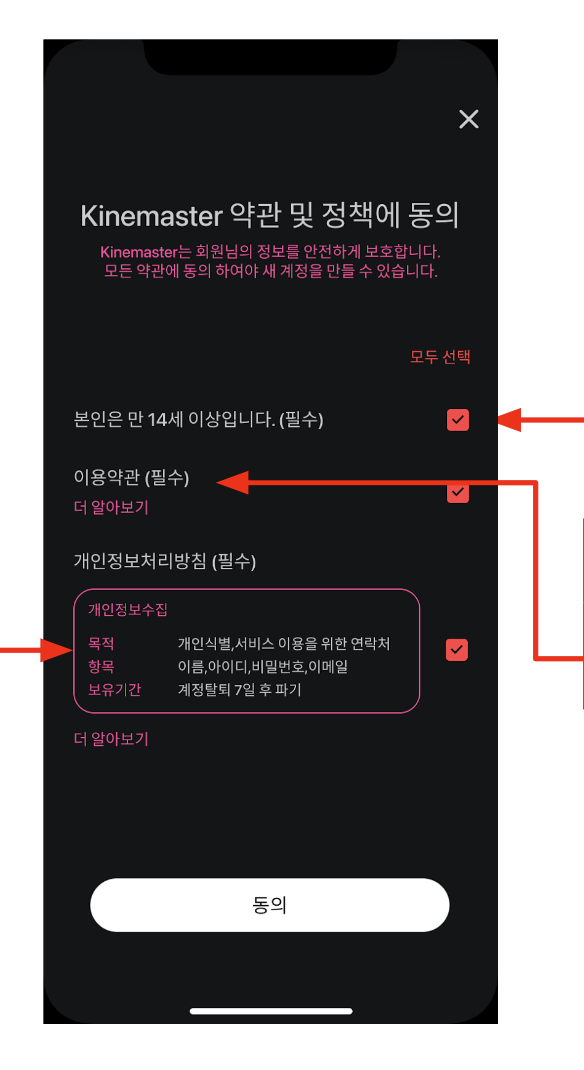 Kinemaster 약관 및 정책에 동의
Kinemaster는 회원님의 정보를 안전하게 보호합니다.
모든 약관에 동의 하여야 새 계정을 만들 수 있습니다.
모두 선택
본인은 만 14세 이상입니다. (필수)
이용약관 (필수)
더 알아보기
개인정보처리방침 (필수)
개인정보수집
목적 개인식별,서비스 이용을 위한 연락처
항목 이름,아이디,비밀번호,이메일
보유기간 계정탈퇴 7일 후 파기
더 알아보기
동의